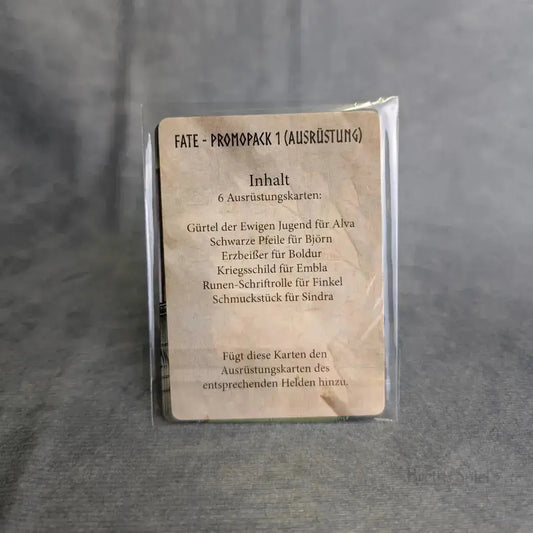 FATE - PROMOPACK 1 (AUSRÜSTUNG)
Inhalt
6 Ausrüstungskarten:
Gürtel der Ewigen Jugend für Alva
Schwarze Pfeile für Björn
Erzbeißer für Boldur
Kriegsschild für Embla
Runen-Schriftrolle für Finkel
Schmuckstück für Sindra
Fügt diese Karten den
Ausrüstungskarten des
entsprechenden Helden hinzu.